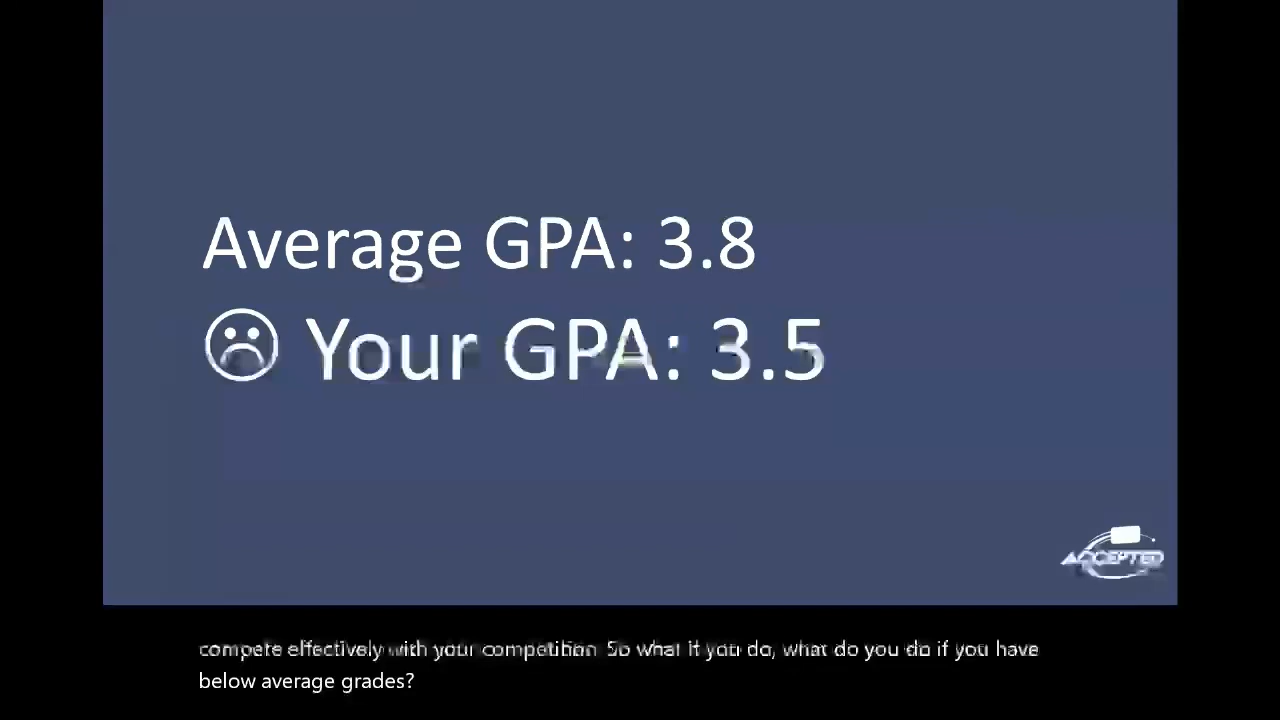 Average GPA: 3.8
☹ Your GPA: 3.5
ACCEPTED
compete effectively with your competition. So what if you do, what do you do if you have
below average grades?